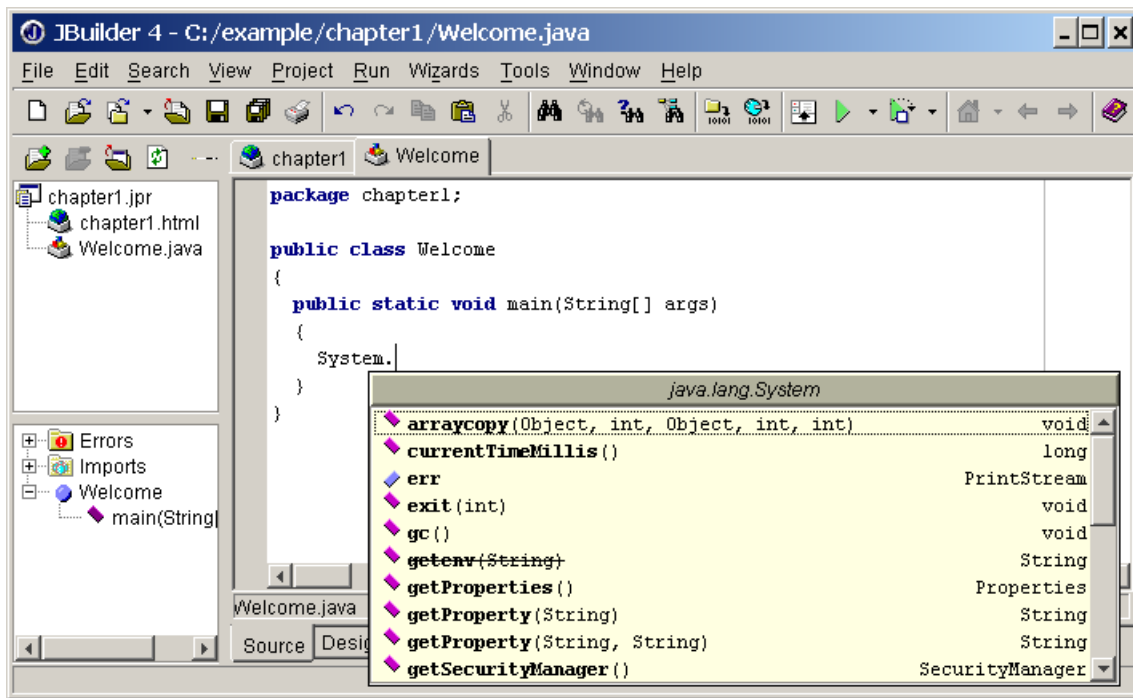 JBuilder 4 - C:/example/chapter1/Welcome.java
File Edit Search View Project Run Wizards Tools Window Help
chapter1 Welcome
chapter1.jpr
chapter1.html
Welcome.java
package chapter1;
public class Welcome
{
public static void main(String[] args)
{
System.
}
}
Errors
Imports
Welcome
main(String[
java.lang.System
arraycopy(Object, int, Object, int, int) void
currentTimeMillis() long
err PrintStream
exit(int) void
gc() void
getenv(String) String
getProperties() Properties
getProperty(String) String
getProperty(String, String) String
getSecurityManager() SecurityManager
Welcome.java
Source Desig